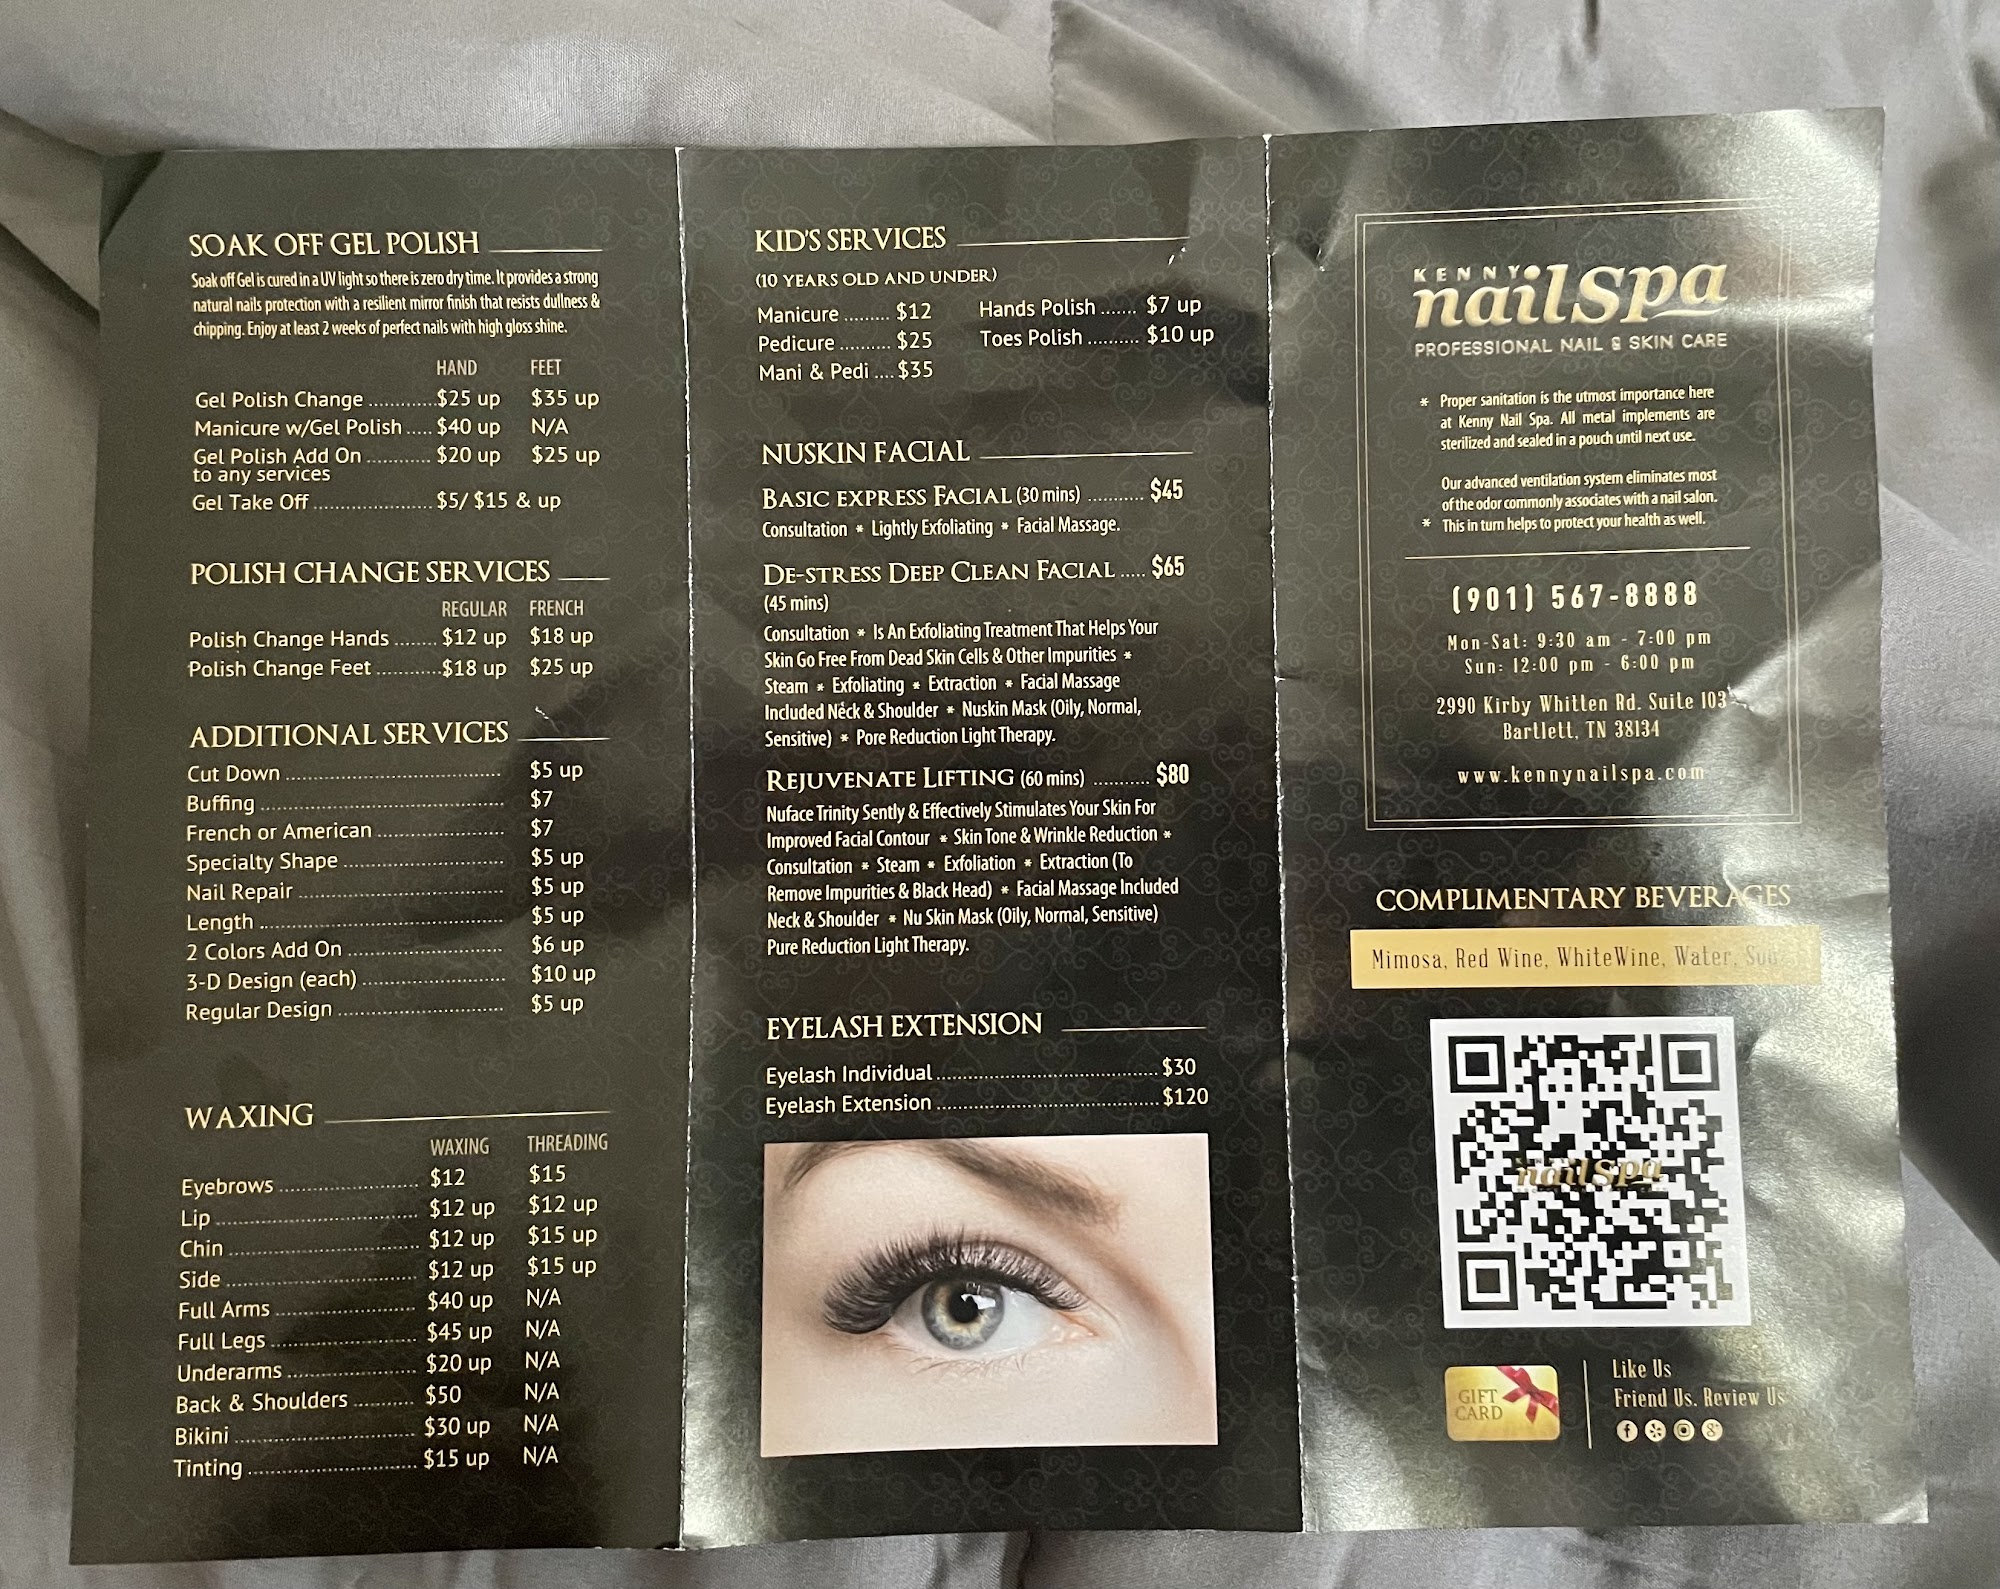 SOAK OFF GEL POLISH
Soak off Gel is cured in a UV light so there is zero dry time. It provides a strong
natural nails protection with a resilient mirror finish that resists dullness &
chipping. Enjoy at least 2 weeks of perfect nails with high gloss shine.
HAND FEET
Gel Polish Change ............ $25 up $35 up
Manicure w/Gel Polish ..... $40 up N/A
Gel Polish Add On ............ $20 up $25 up
to any services
Gel Take Off ...................... $5/ $15 & up
POLISH CHANGE SERVICES
REGULAR FRENCH
Polish Change Hands ....... $12 up $18 up
Polish Change Feet ........... $18 up $25 up
ADDITIONAL SERVICES
Cut Down ........................................ $5 up
Buffing ............................................. $7
French or American ....................... $7
Specialty Shape .............................. $5 up
Nail Repair ...................................... $5 up
Length ............................................. $5 up
2 Colors Add On ............................. $6 up
3-D Design (each) .......................... $10 up
Regular Design ............................... $5 up
WAXING
WAXING THREADING
Eyebrows .......................... $12 $15
Lip ...................................... $12 up $12 up
Chin .................................... $12 up $15 up
Side .................................... $12 up $15 up
Full Arms ........................... $40 up N/A
Full Legs ............................ $45 up N/A
Underarms ........................ $20 up N/A
Back & Shoulders ........... $50 N/A
Bikini .................................. $30 up N/A
Tinting ................................ $15 up N/A
KID'S SERVICES
(10 YEARS OLD AND UNDER)
Manicure ......... $12 Hands Polish ....... $7 up
Pedicure .......... $25 Toes Polish .......... $10 up
Mani & Pedi .... $35
NUSKIN FACIAL
BASIC EXPRESS FACIAL (30 mins) ........... $45
Consultation * Lightly Exfoliating * Facial Massage.
DE-STRESS DEEP CLEAN FACIAL ..... $65
(45 mins)
Consultation * Is An Exfoliating Treatment That Helps Your
Skin Go Free From Dead Skin Cells & Other Impurities *
Steam * Exfoliating * Extraction * Facial Massage
Included Neck & Shoulder * Nuskin Mask (Oily, Normal,
Sensitive) * Pore Reduction Light Therapy.
REJUVENATE LIFTING (60 mins) ........... $80
Nuface Trinity Sently & Effectively Stimulates Your Skin For
Improved Facial Contour * Skin Tone & Wrinkle Reduction *
Consultation * Steam * Exfoliation * Extraction (To
Remove Impurities & Black Head) * Facial Massage Included
Neck & Shoulder * Nu Skin Mask (Oily, Normal, Sensitive)
Pure Reduction Light Therapy.
EYELASH EXTENSION
Eyelash Individual ........................................ $30
Eyelash Extension ........................................ $120
KENNY
nailspa
PROFESSIONAL NAIL & SKIN CARE
* Proper sanitation is the utmost importance here
at Kenny Nail Spa. All metal implements are
sterilized and sealed in a pouch until next use.
Our advanced ventilation system eliminates most
of the odor commonly associates with a nail salon.
* This in turn helps to protect your health as well.
(901) 567-8888
Mon-Sat: 9:30 am - 7:00 pm
Sun: 12:00 pm - 6:00 pm
2990 Kirby Whitten Rd. Suite 103
Bartlett, TN 38134
www.kennynailspa.com
COMPLIMENTARY BEVERAGES
Mimosa, Red Wine, WhiteWine, Water,
nailspa
GIFT
CARD
Like Us
Friend Us. Review Us